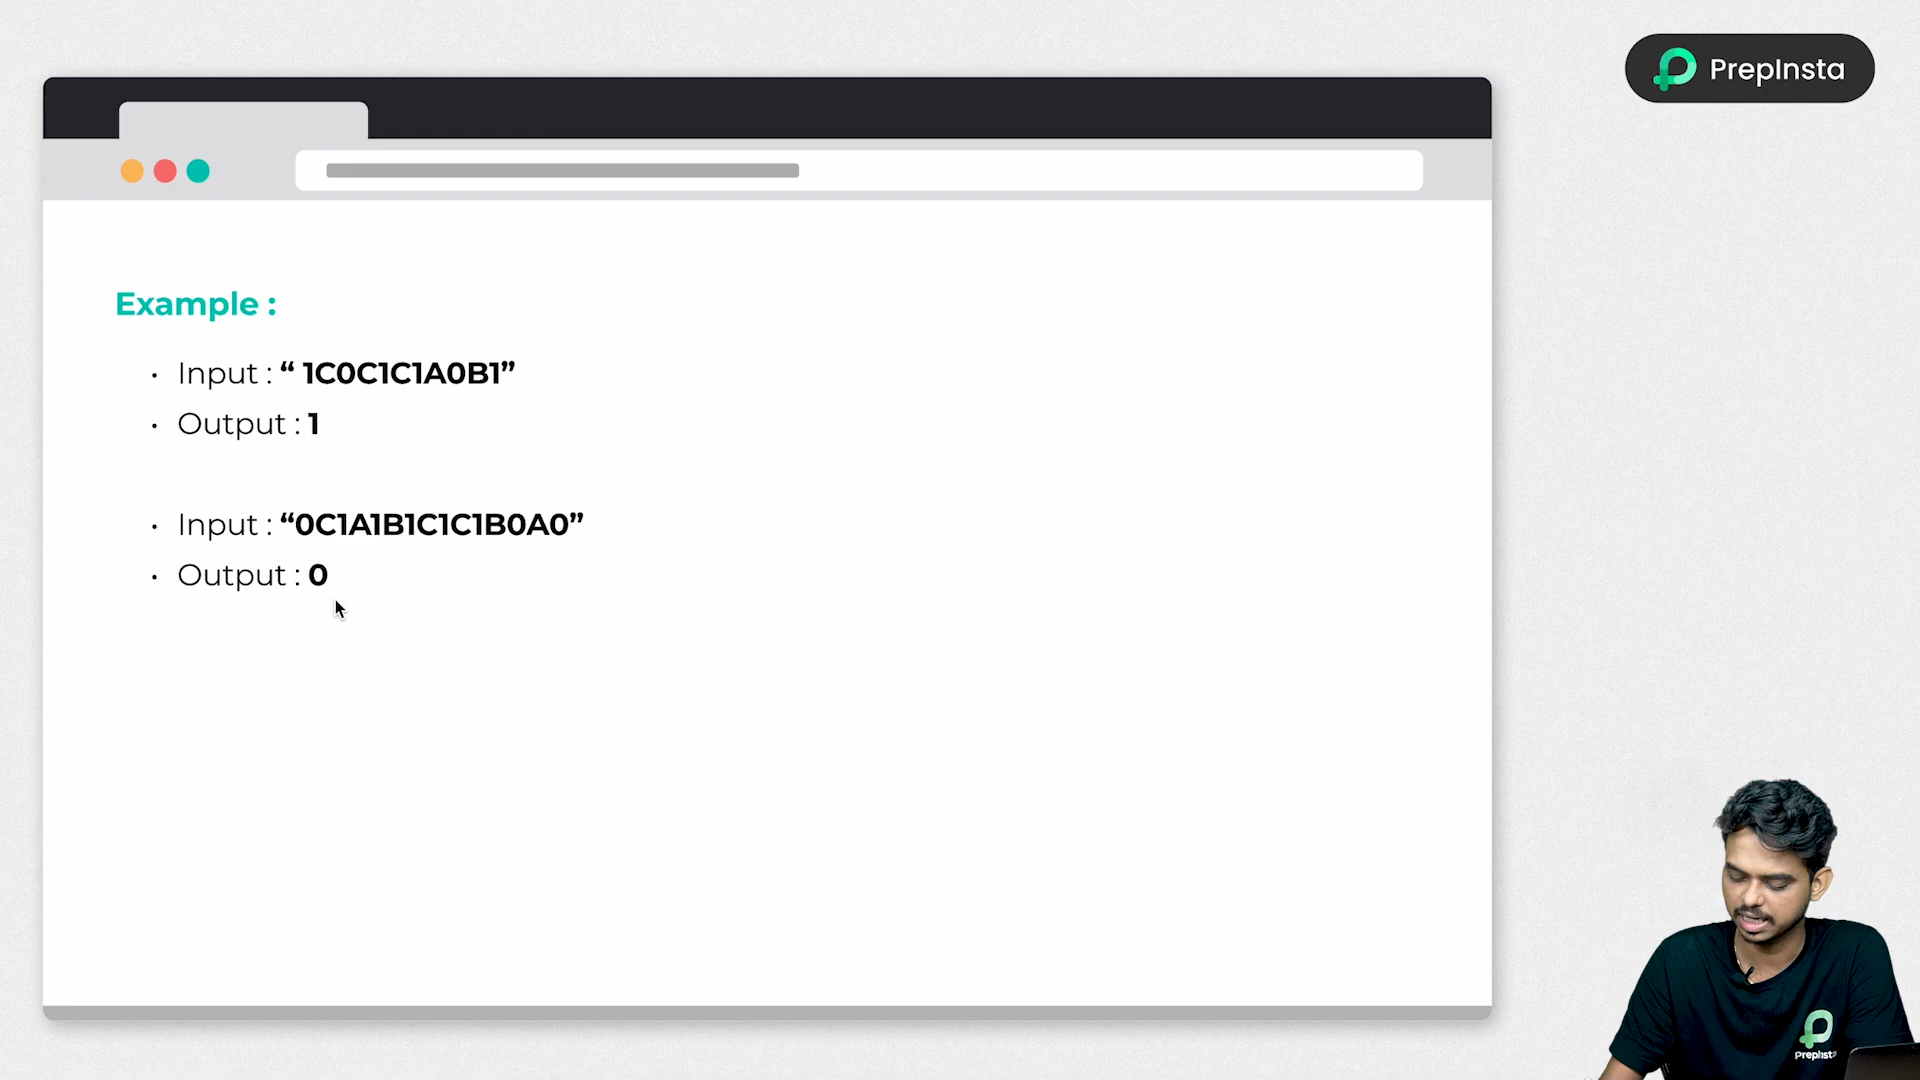 PrepInsta
Example :
• Input : “ 1C0C1C1A0B1”
• Output : 1
• Input : “0C1A1B1C1C1B0A0”
• Output : 0
PrepInsta